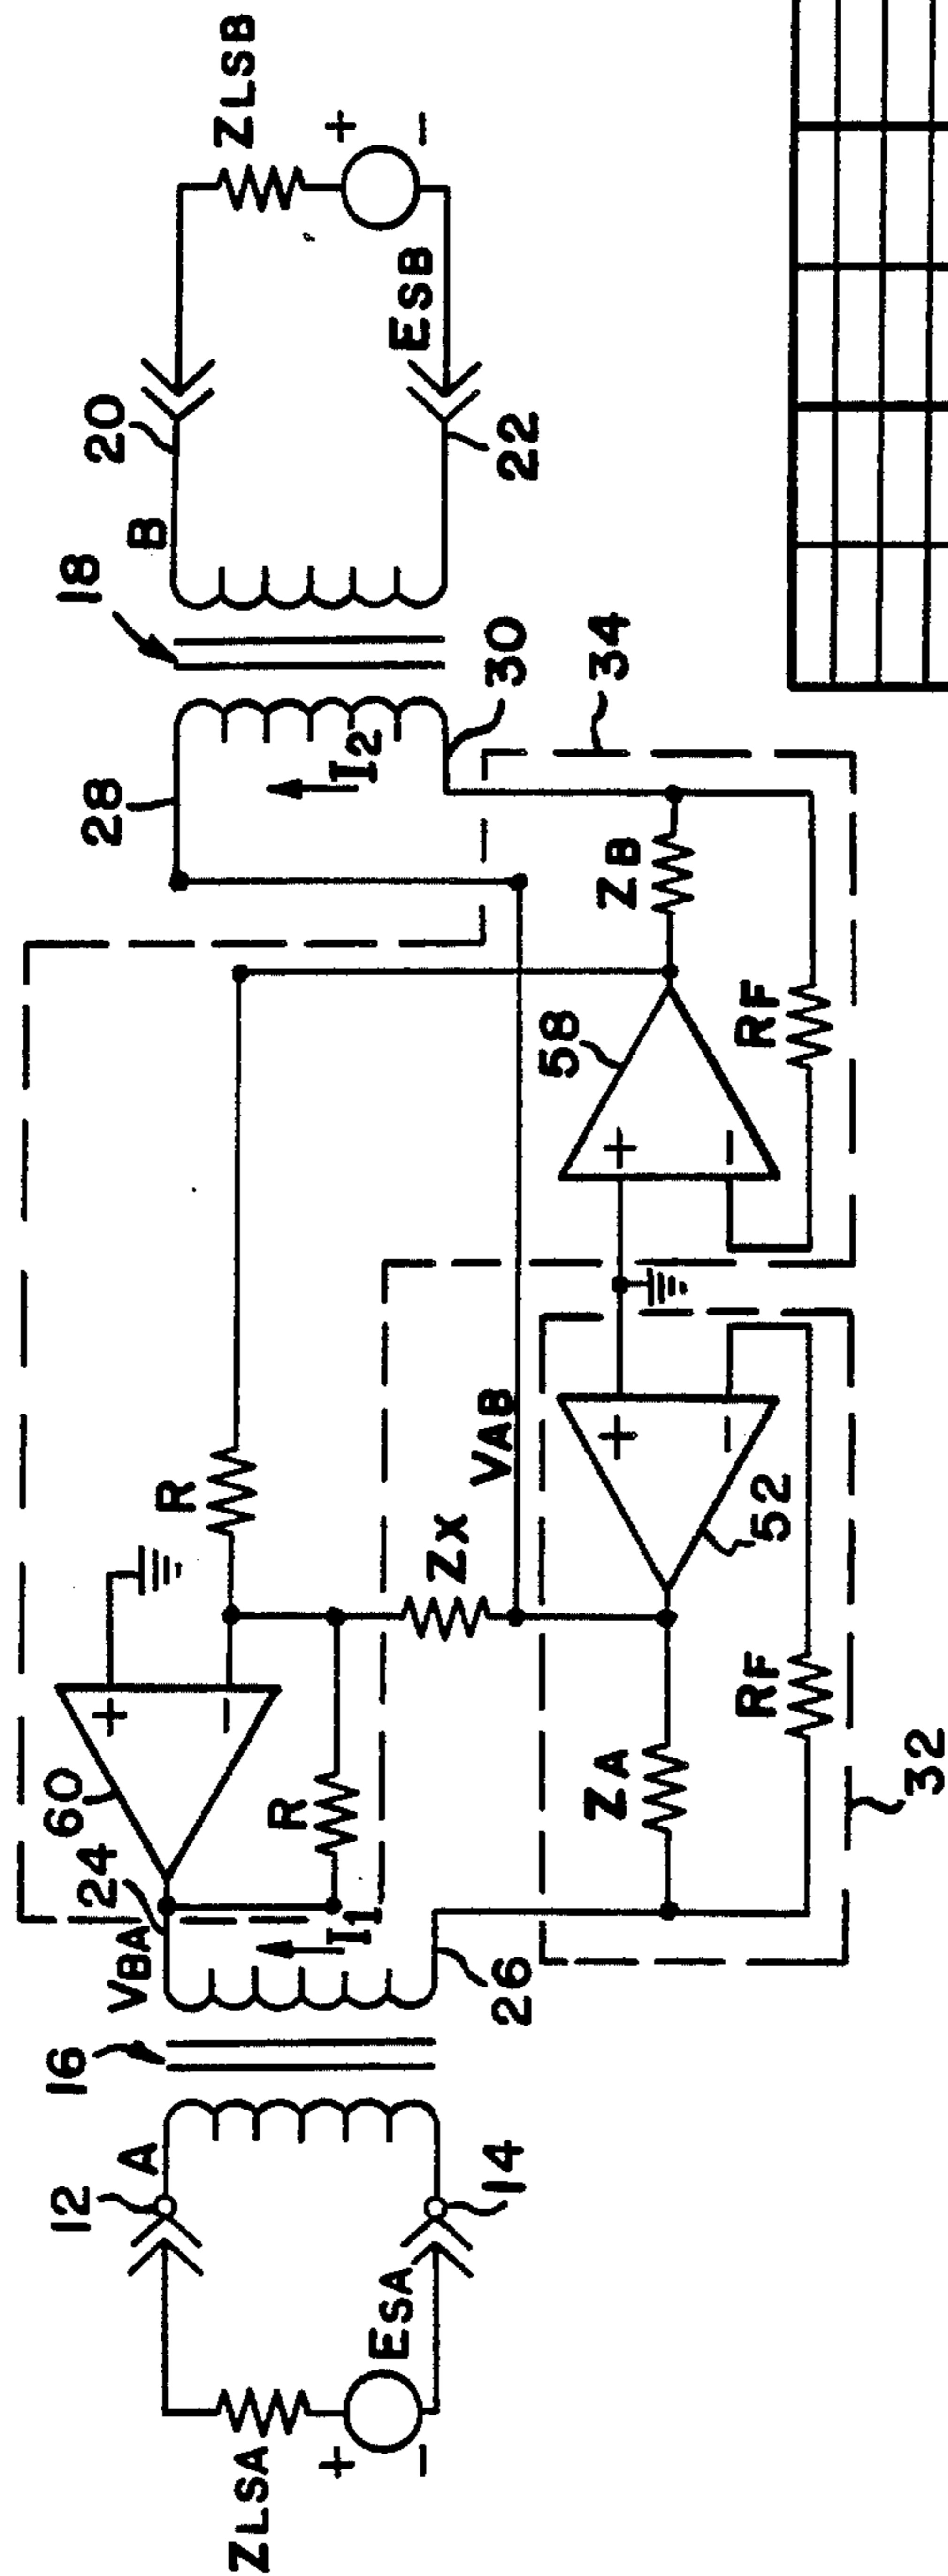 ZLSA
+
-
ESA
12
14
A
16
VBA
24
I1
26
60
+
-
R
R
ZX
VAB
ZA
RF
32
52
+
-
58
+
-
ZB
RF
34
28
I2
30
18
B
20
22
ZLSB
+
-
ESB